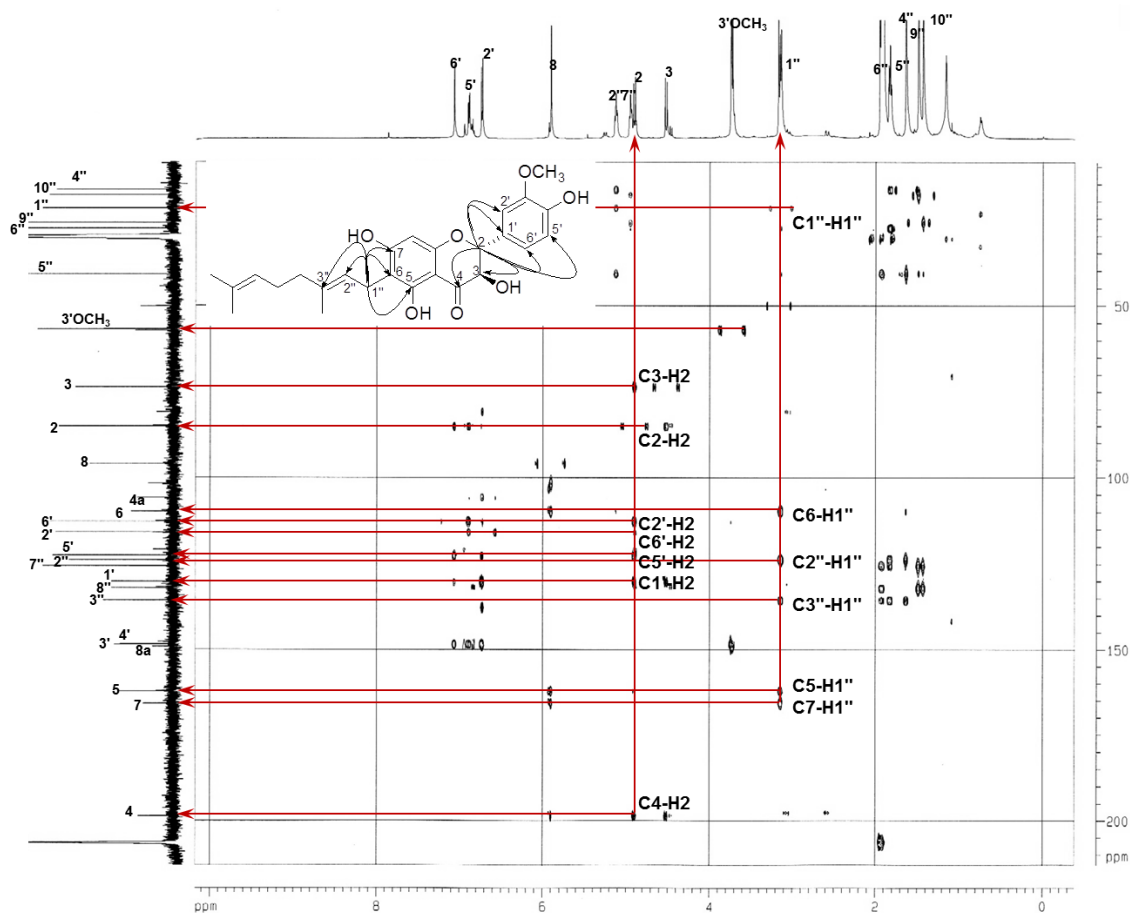 3'OCH₃
4"
10"
9"
6'
2'
5'
8
2'7"
2
3
1"
6"
5"
OCH₃
OH
2'
1'
6'
5'
HO
O
7
6
5
4
3
2
OH
OH
O
3"
2"
1"
4"
10"
1"
9"
6"
5"
3'OCH₃
3
2
8
4a
6
6'
2'
5'
2"
7"
1'
8"
3"
4'
3'
8a
5
7
4
C1"-H1"
C3-H2
C2-H2
C6-H1"
C2'-H2
C6'-H2
C5'-H2
C1'-H2
C2"-H1"
C3"-H1"
C5-H1"
C7-H1"
C4-H2
50
100
150
200
ppm
ppm
8
6
4
2
0